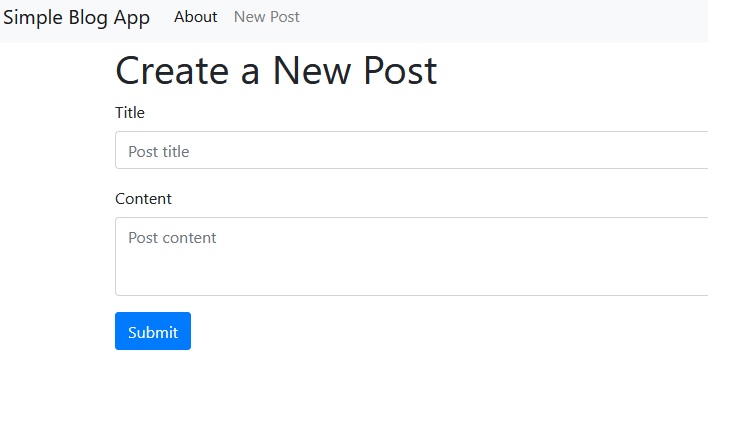 Simple Blog App About New Post
Create a New Post
Title
Post title
Content
Post content
Submit